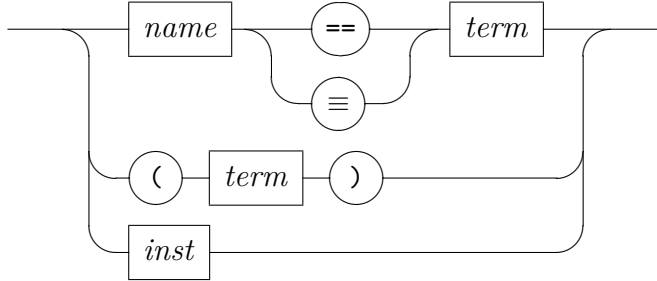 name == term
≡
( term )
inst